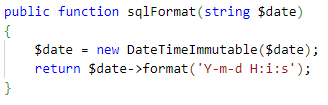 public function sqlFormat(string $date)
{
    $date = new DateTimeImmutable($date);
    return $date->format('Y-m-d H:i:s');
}